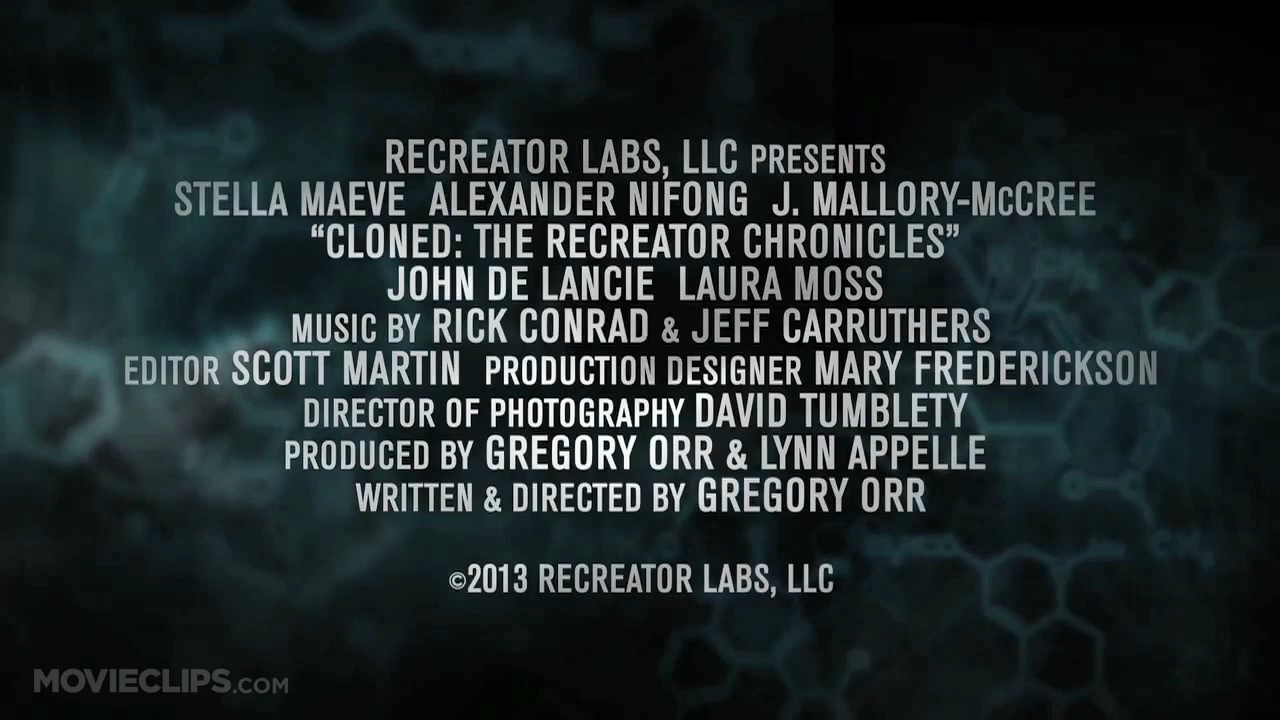 RECREATOR LABS, LLC PRESENTS
STELLA MAEVE ALEXANDER NIFONG J. MALLORY-McCREE
“CLONED: THE RECREATOR CHRONICLES”
JOHN DE LANCIE LAURA MOSS
MUSIC BY RICK CONRAD & JEFF CARRUTHERS
EDITOR SCOTT MARTIN PRODUCTION DESIGNER MARY FREDERICKSON
DIRECTOR OF PHOTOGRAPHY DAVID TUMBLETY
PRODUCED BY GREGORY ORR & LYNN APPELLE
WRITTEN & DIRECTED BY GREGORY ORR
©2013 RECREATOR LABS, LLC
MOVIECLIPS.COM